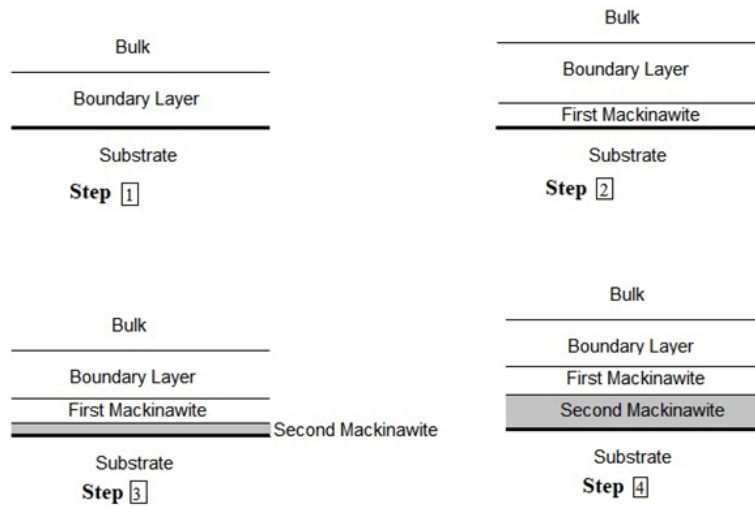 Bulk
Boundary Layer
Substrate
Step 1
Bulk
Boundary Layer
First Mackinawite
Substrate
Step 2
Bulk
Boundary Layer
First Mackinawite
Second Mackinawite
Substrate
Step 3
Bulk
Boundary Layer
First Mackinawite
Second Mackinawite
Substrate
Step 4